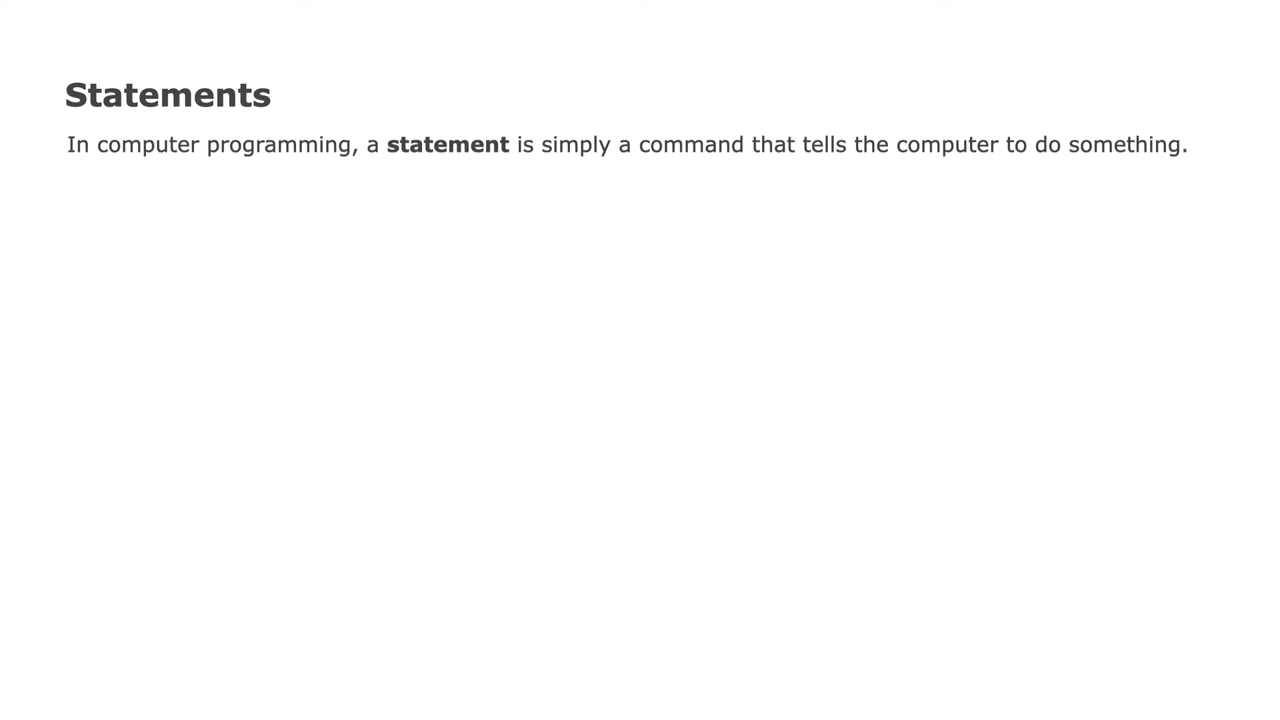 Statements
In computer programming, a statement is simply a command that tells the computer to do something.